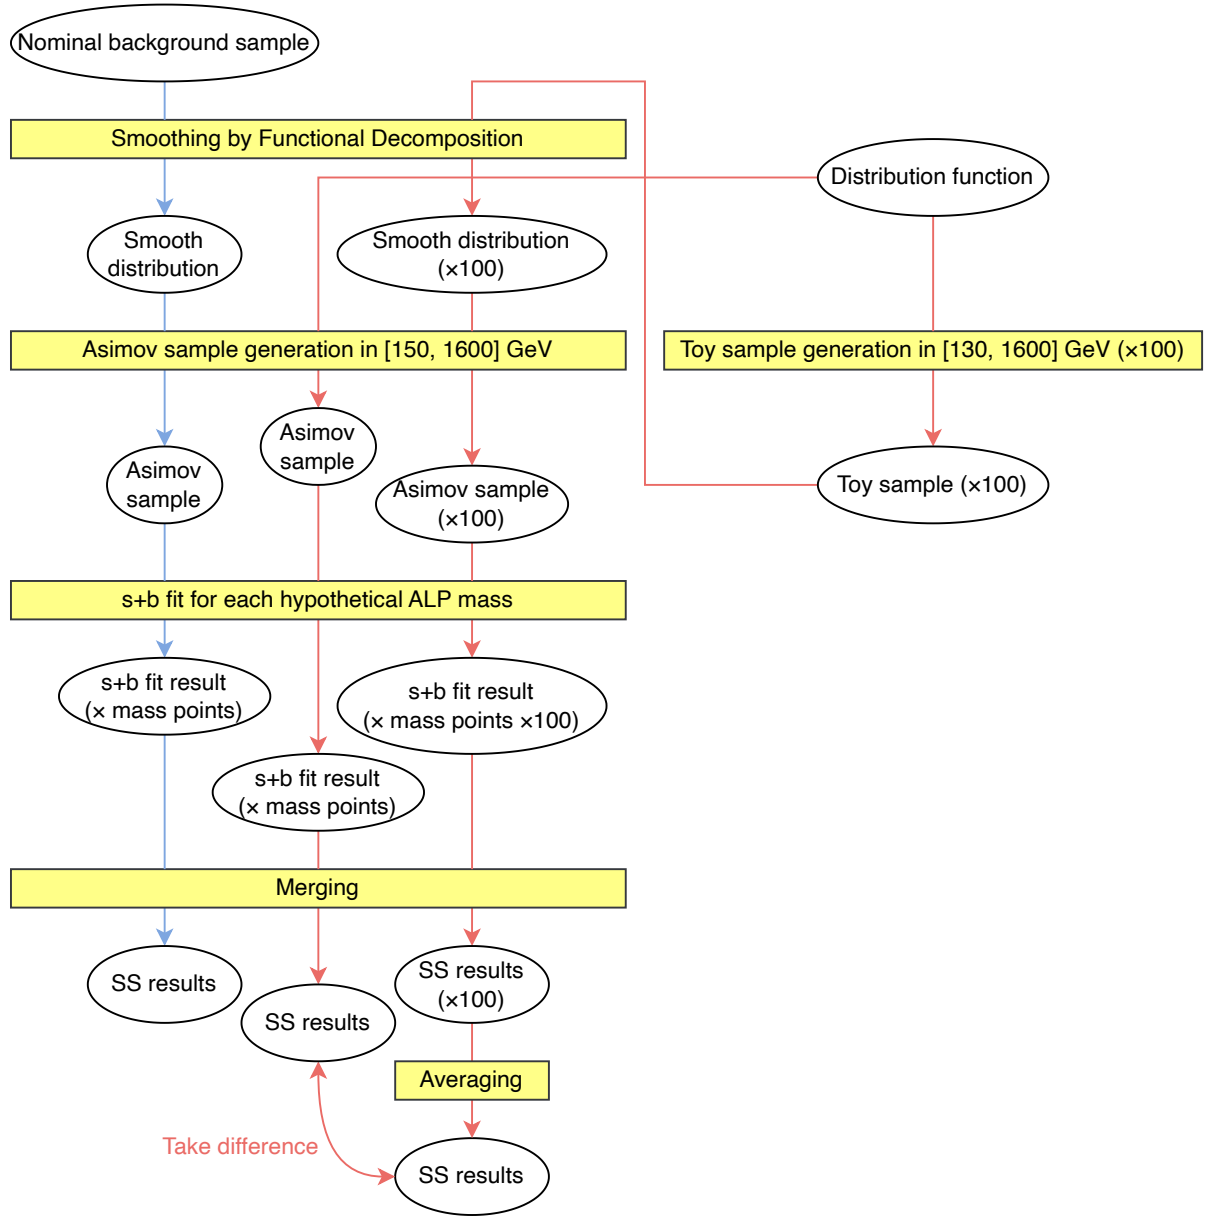 Nominal background sample
Smoothing by Functional Decomposition
Distribution function
Smooth
distribution
Smooth distribution
(×100)
Asimov sample generation in [150, 1600] GeV
Toy sample generation in [130, 1600] GeV (×100)
Asimov
sample
Asimov
sample
Asimov sample
(×100)
Toy sample (×100)
s+b fit for each hypothetical ALP mass
s+b fit result
(× mass points)
s+b fit result
(× mass points ×100)
s+b fit result
(× mass points)
Merging
SS results
SS results
(×100)
SS results
Averaging
Take difference
SS results